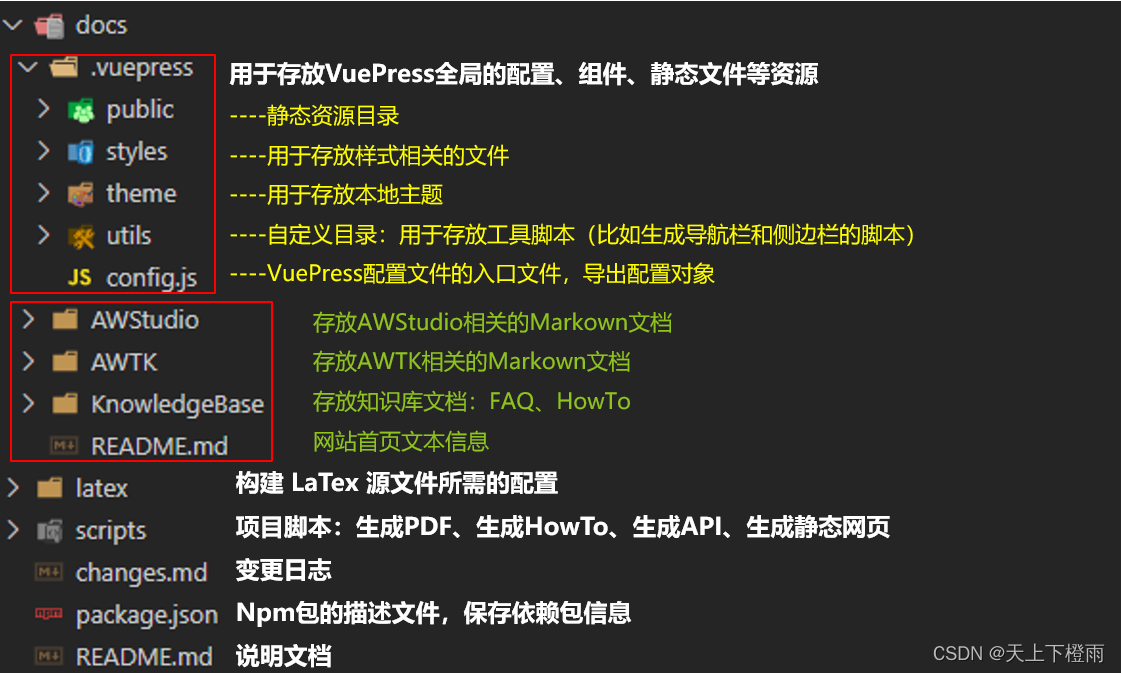 docs
.vuepress 用于存放VuePress全局的配置、组件、静态文件等资源
public ----静态资源目录
styles ----用于存放样式相关的文件
theme ----用于存放本地主题
utils ----自定义目录：用于存放工具脚本（比如生成导航栏和侧边栏的脚本）
JS config.js ----VuePress配置文件的入口文件，导出配置对象
AWStudio 存放AWStudio相关的Markown文档
AWTK 存放AWTK相关的Markown文档
KnowledgeBase 存放知识库文档：FAQ、HowTo
M↓ README.md 网站首页文本信息
latex 构建 LaTex 源文件所需的配置
scripts 项目脚本：生成PDF、生成HowTo、生成API、生成静态网页
M↓ changes.md 变更日志
npm package.json Npm包的描述文件，保存依赖包信息
M↓ README.md 说明文档
CSDN @天上下橙雨